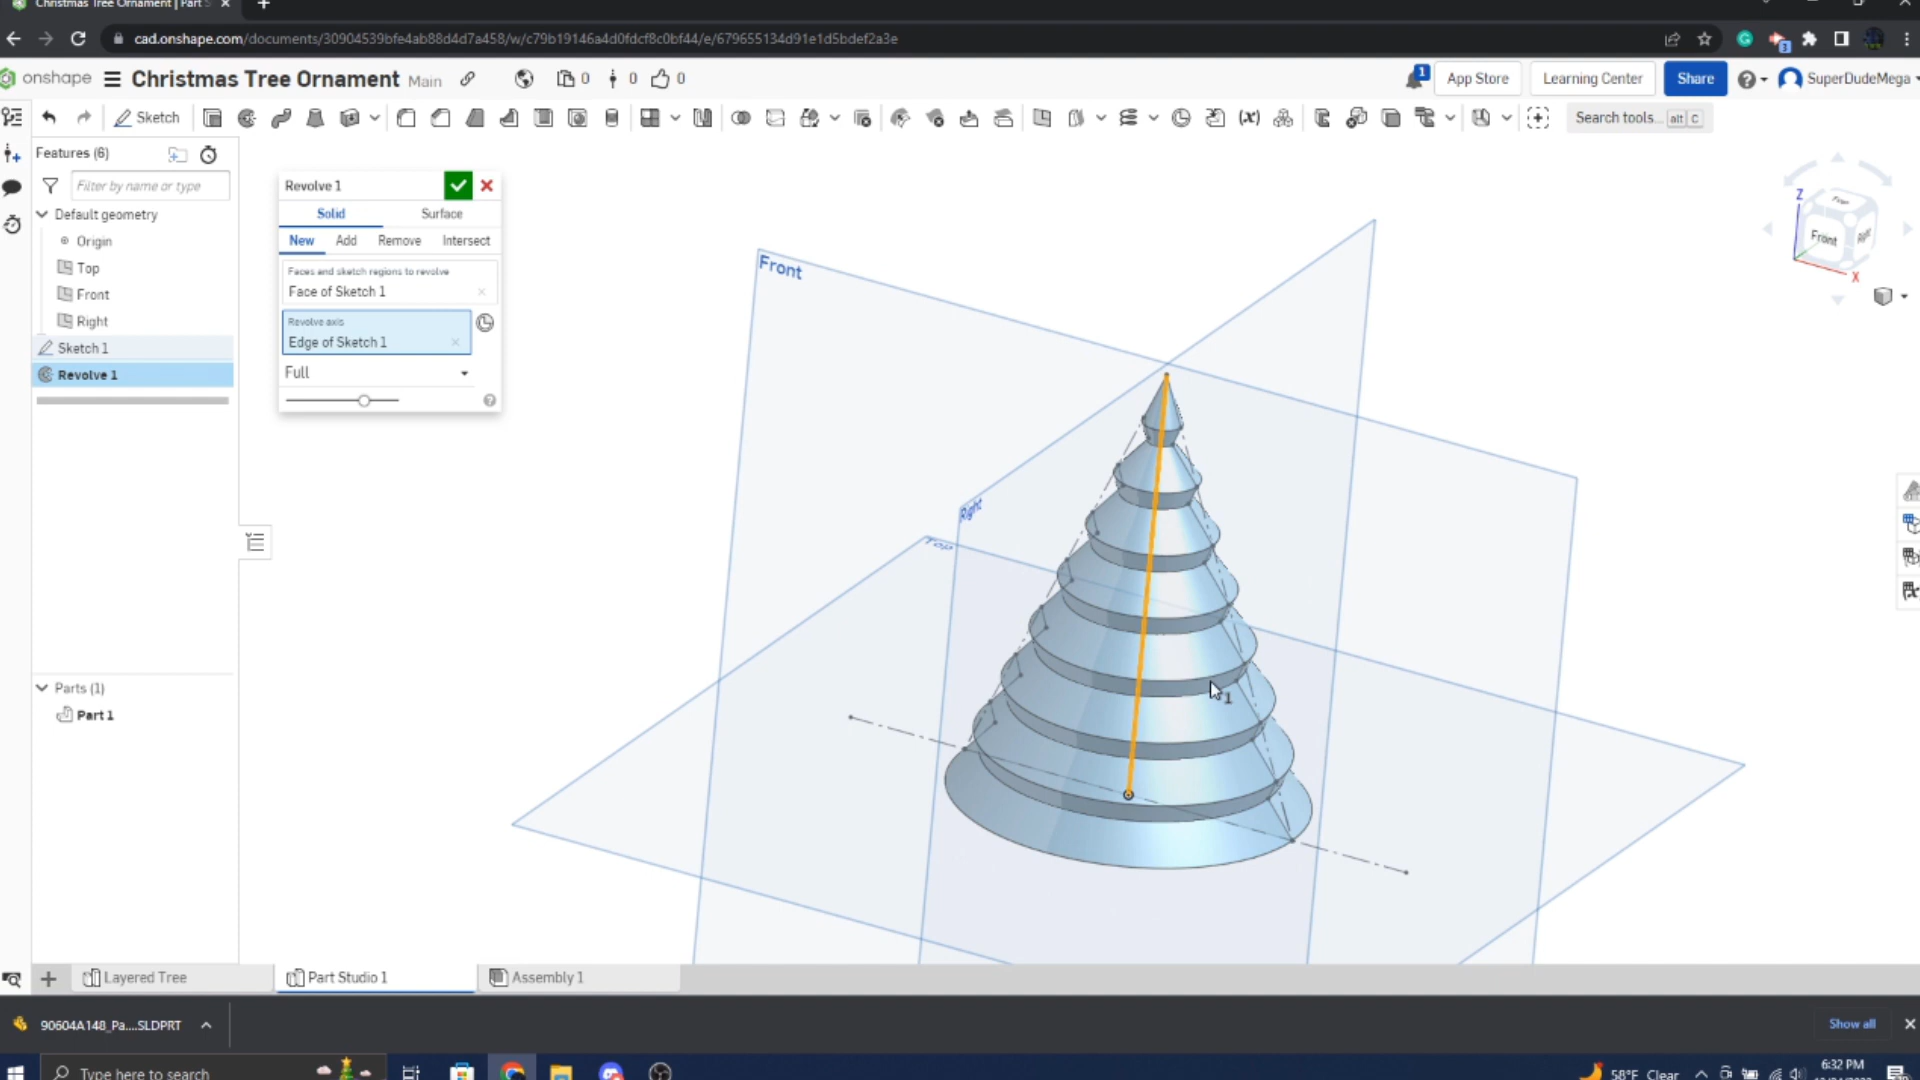 Christmas Tree Ornament | Part S
cad.onshape.com/documents/30904539bfe4ab88d4d7a458/w/c79b19146a4d0fdcf8c0bf44/e/679655134d91e1d5bdef2a3e
3
onshape Christmas Tree Ornament Main 0 0 0 1 App Store Learning Center Share SuperDudeMega
Sketch (x) Search tools... alt C
Features (6)
Filter by name or type
Default geometry
Origin
Top
Front
Right
Sketch 1
Revolve 1
Parts (1)
Part 1
Revolve 1
Solid Surface
New Add Remove Intersect
Faces and sketch regions to revolve
Face of Sketch 1
Revolve axis
Edge of Sketch 1
Full
Front
Right
Top
1
Z
Front
Right
X
Layered Tree Part Studio 1 Assembly 1
90604A148_Pa....SLDPRT Show all
Type here to search 58°F Clear 6:32 PM